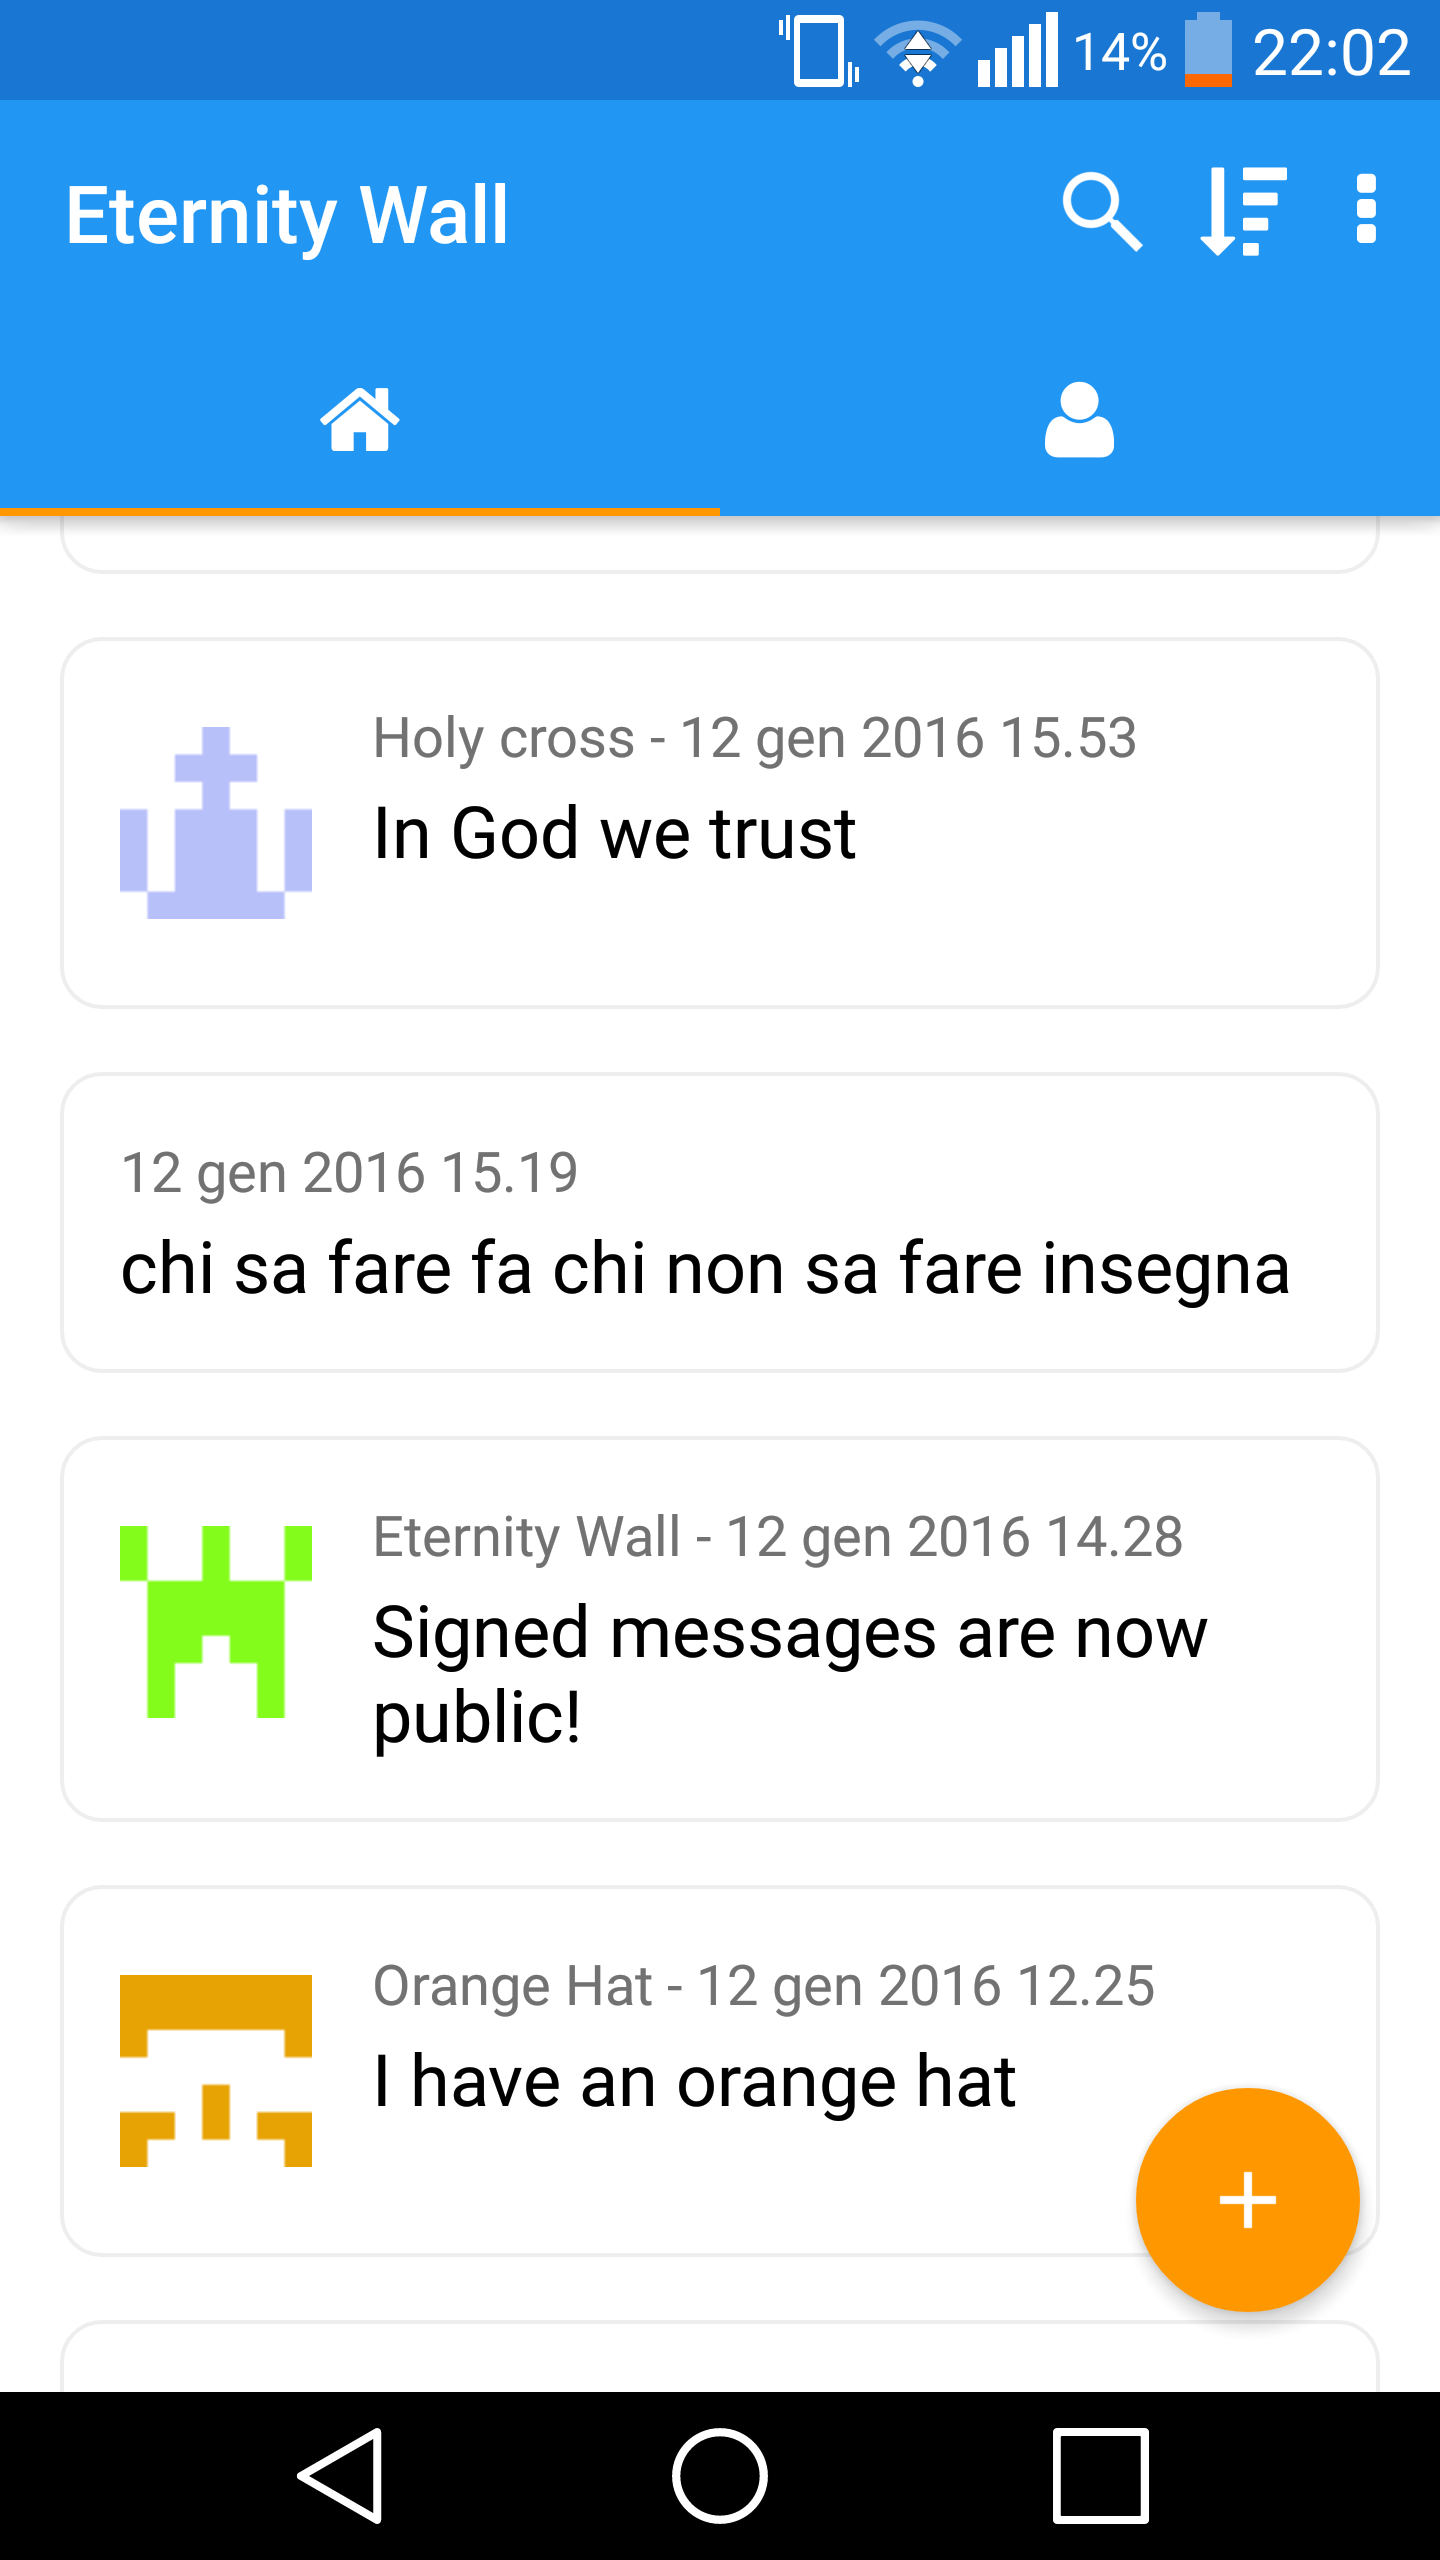 14% 22:02
Eternity Wall
Holy cross - 12 gen 2016 15.53
In God we trust
12 gen 2016 15.19
chi sa fare fa chi non sa fare insegna
Eternity Wall - 12 gen 2016 14.28
Signed messages are now
public!
Orange Hat - 12 gen 2016 12.25
I have an orange hat